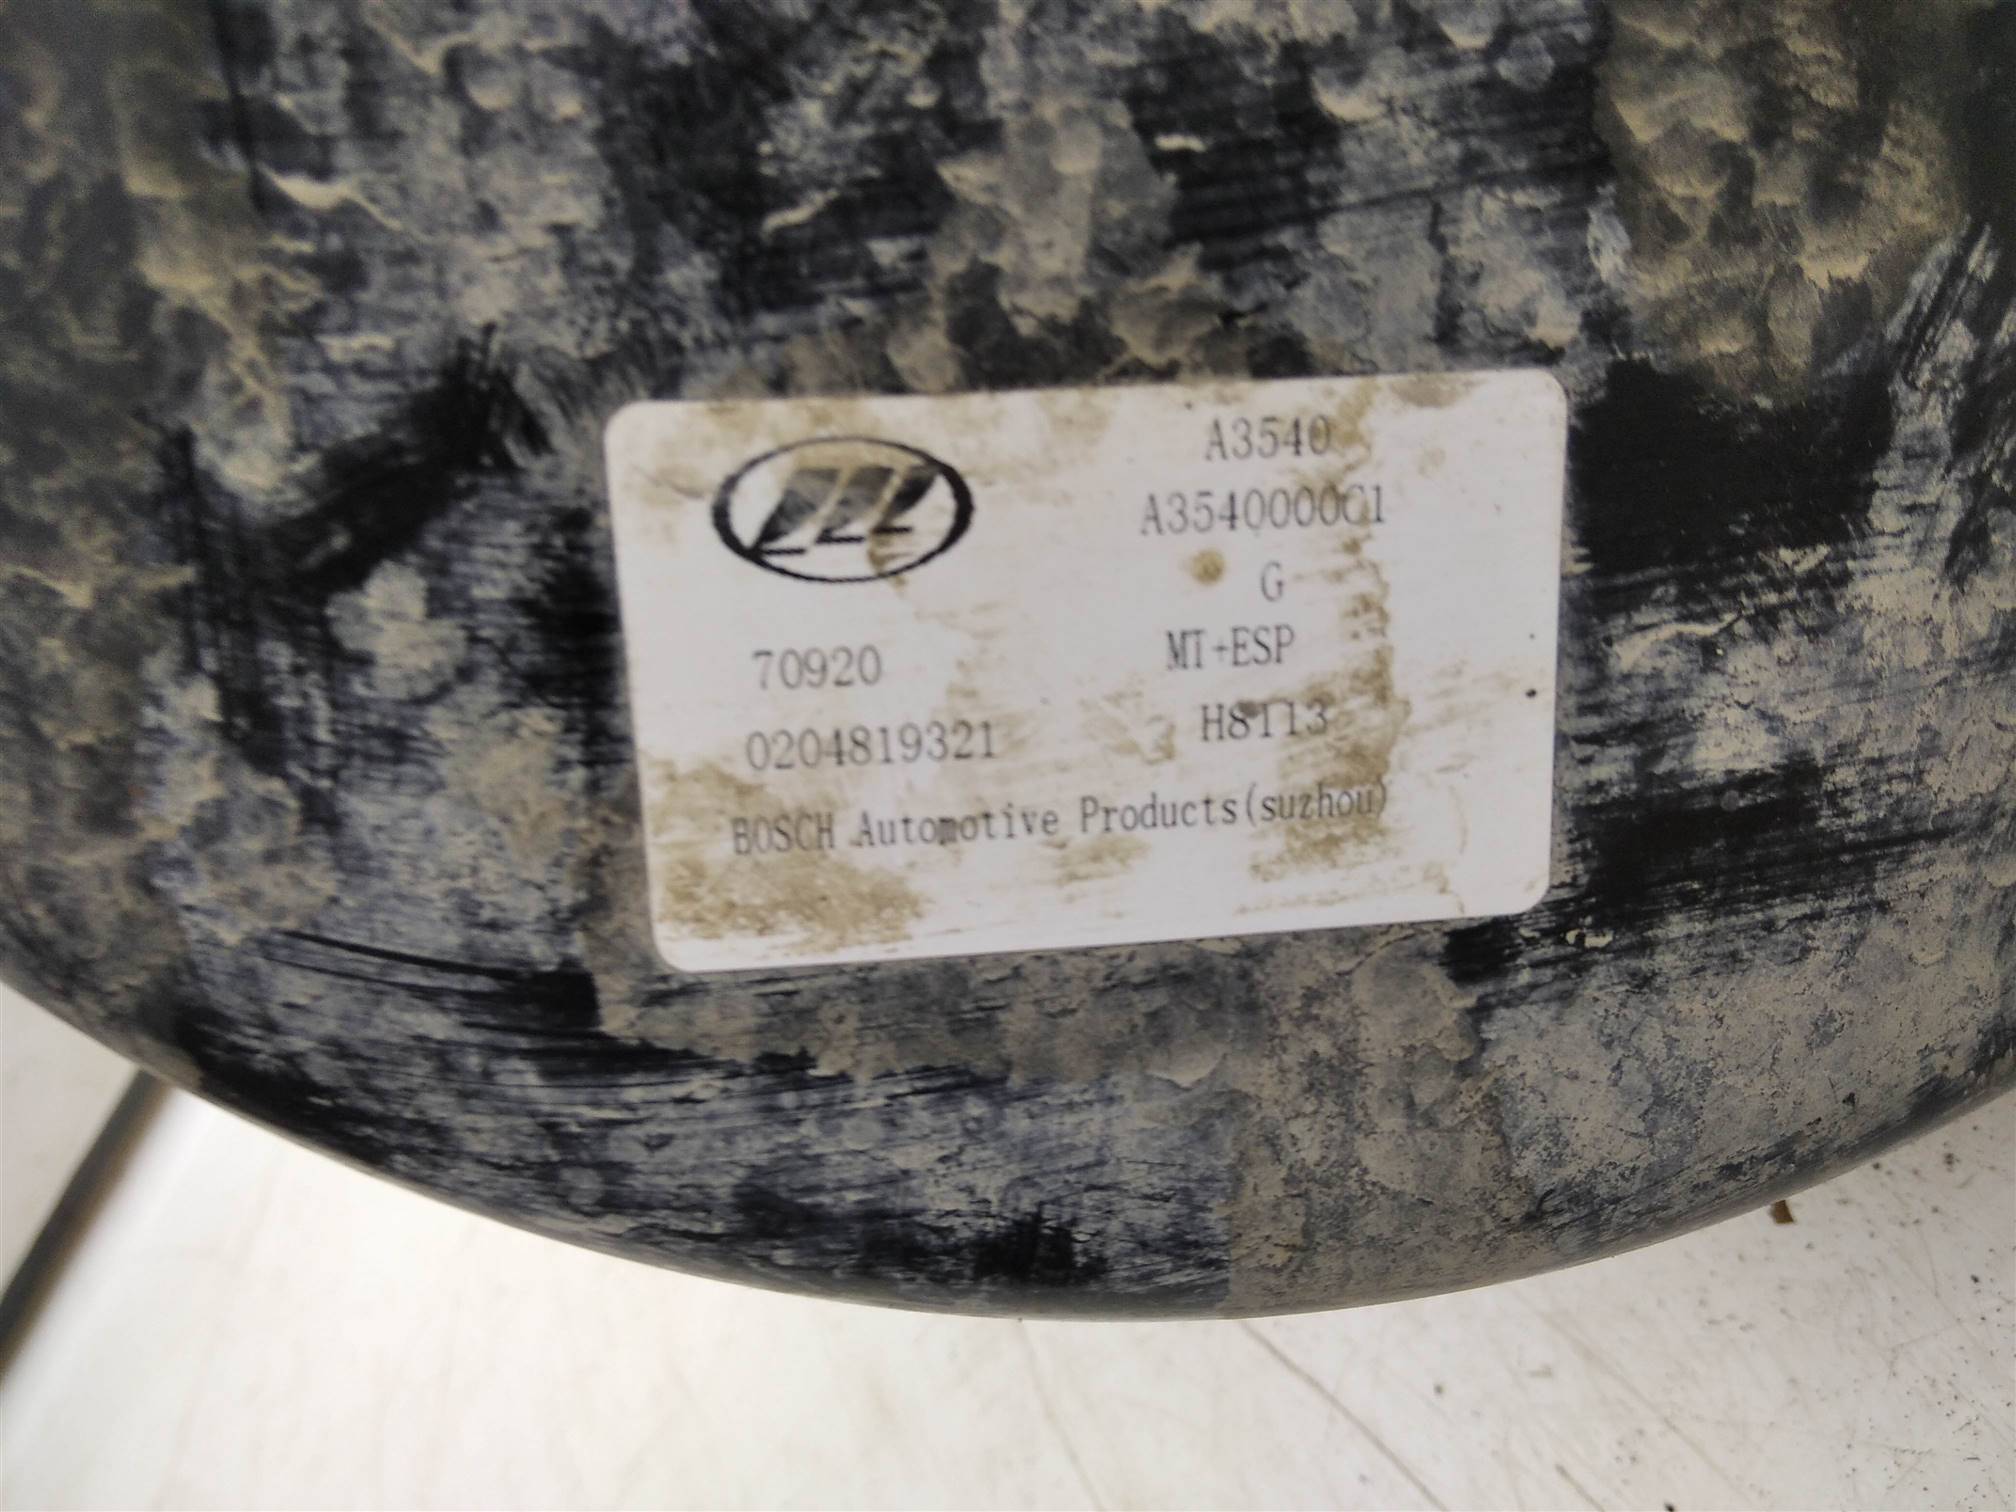 A3540
A3540000C1
G
70920
MT+ESP
0204819321
H8113
BOSCH Automotive Products(suzhou)